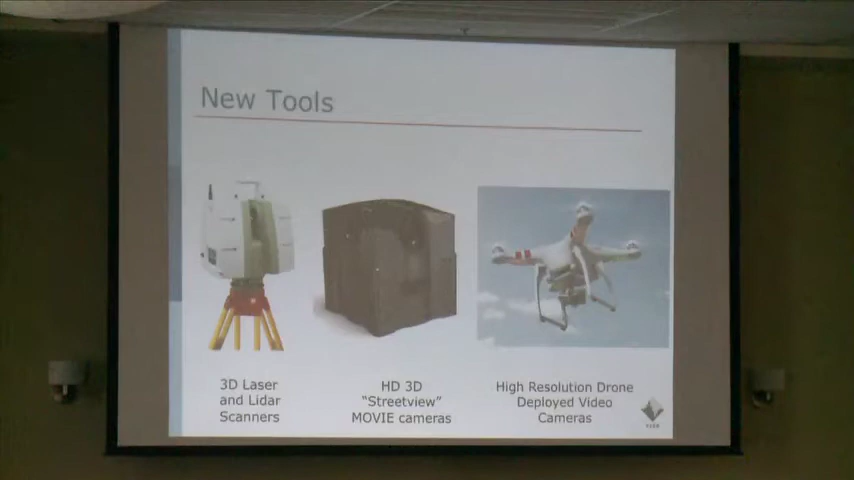 New Tools
3D Laser
and Lidar
Scanners
HD 3D
"Streetview"
MOVIE cameras
High Resolution Drone
Deployed Video
Cameras